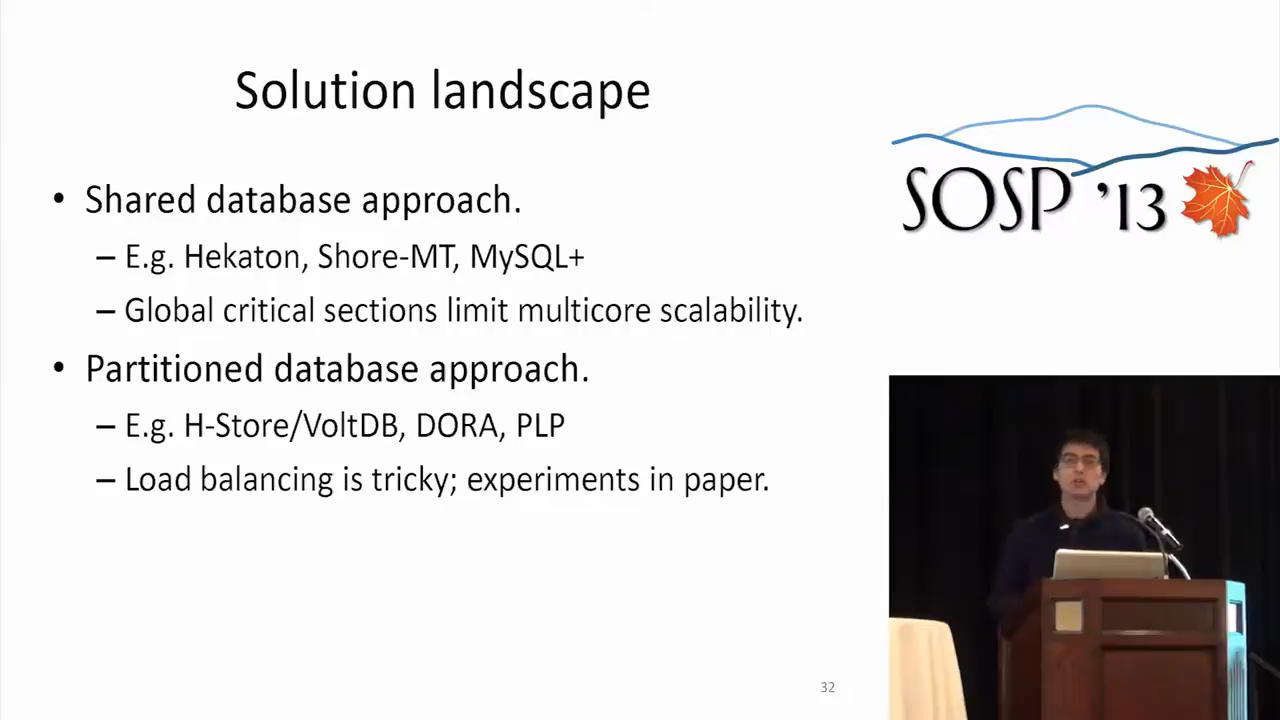 Solution landscape
• Shared database approach.
– E.g. Hekaton, Shore-MT, MySQL+
– Global critical sections limit multicore scalability.
• Partitioned database approach.
– E.g. H-Store/VoltDB, DORA, PLP
– Load balancing is tricky; experiments in paper.
32
SOSP '13